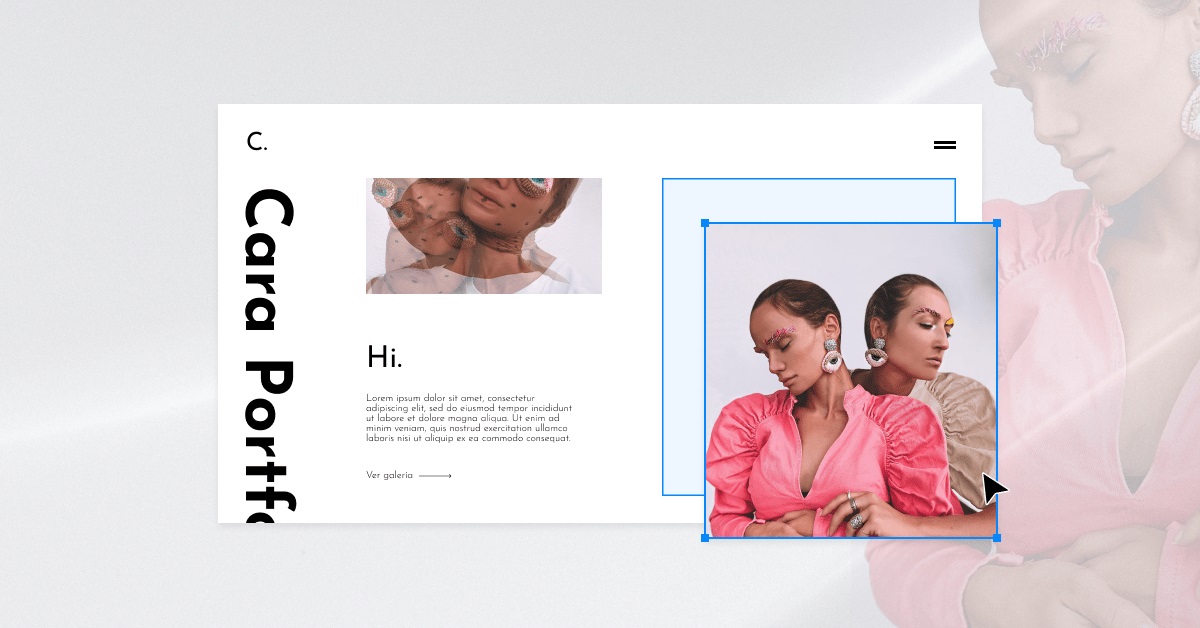 C.
Cara Portfo
Hi.
Lorem ipsum dolor sit amet, consectetur
adipiscing elit, sed do eiusmod tempor incididunt
ut labore et dolore magna aliqua. Ut enim ad
minim veniam, quis nostrud exercitation ullamco
laboris nisi ut aliquip ex ea commodo consequat.
Ver galeria